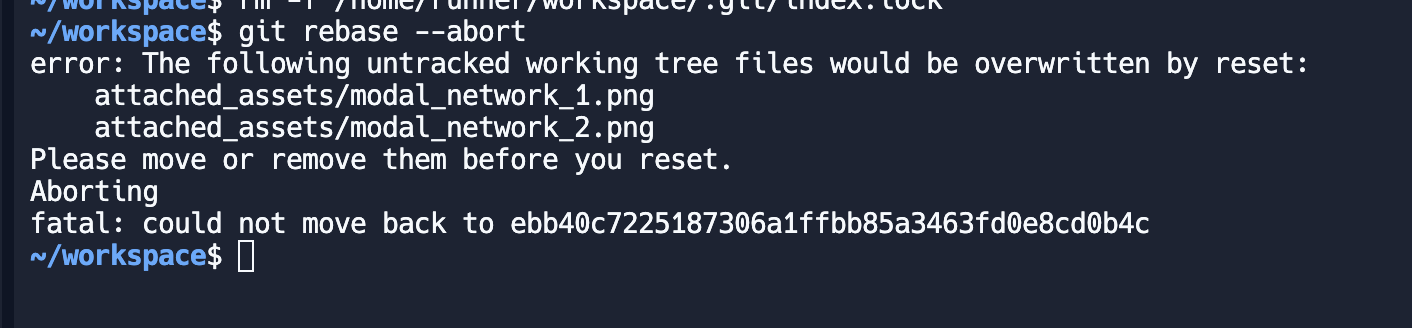 ~/workspace$ rm -f /home/runner/workspace/.git/index.lock
~/workspace$ git rebase --abort
error: The following untracked working tree files would be overwritten by reset:
    attached_assets/modal_network_1.png
    attached_assets/modal_network_2.png
Please move or remove them before you reset.
Aborting
fatal: could not move back to ebb40c7225187306a1ffbb85a3463fd0e8cd0b4c
~/workspace$